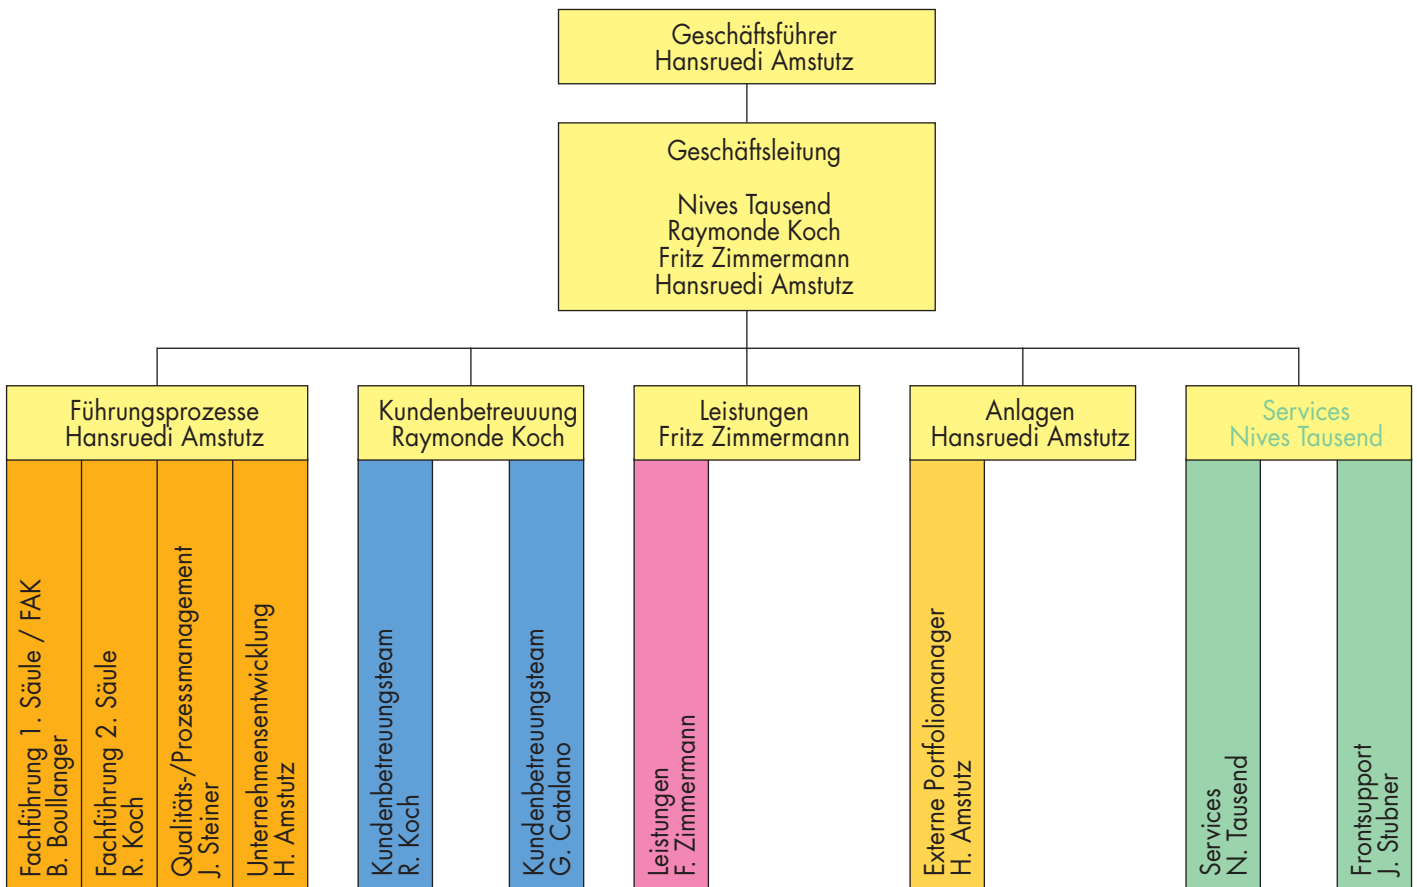 Geschäftsführer
Hansruedi Amstutz
Geschäftsleitung
Nives Tausend
Raymonde Koch
Fritz Zimmermann
Hansruedi Amstutz
Führungsprozesse
Hansruedi Amstutz
Kundenbetreuuung
Raymonde Koch
Leistungen
Fritz Zimmermann
Anlagen
Hansruedi Amstutz
Services
Nives Tausend
Fachführung 1. Säule / FAK
B. Boullanger
Fachführung 2. Säule
R. Koch
Qualitäts-/Prozessmanagement
J. Steiner
Unternehmensentwicklung
H. Amstutz
Kundenbetreuungsteam
R. Koch
Kundenbetreuungsteam
G. Catalano
Leistungen
F. Zimmermann
Externe Portfoliomanager
H. Amstutz
Services
N. Tausend
Frontsupport
J. Stubner